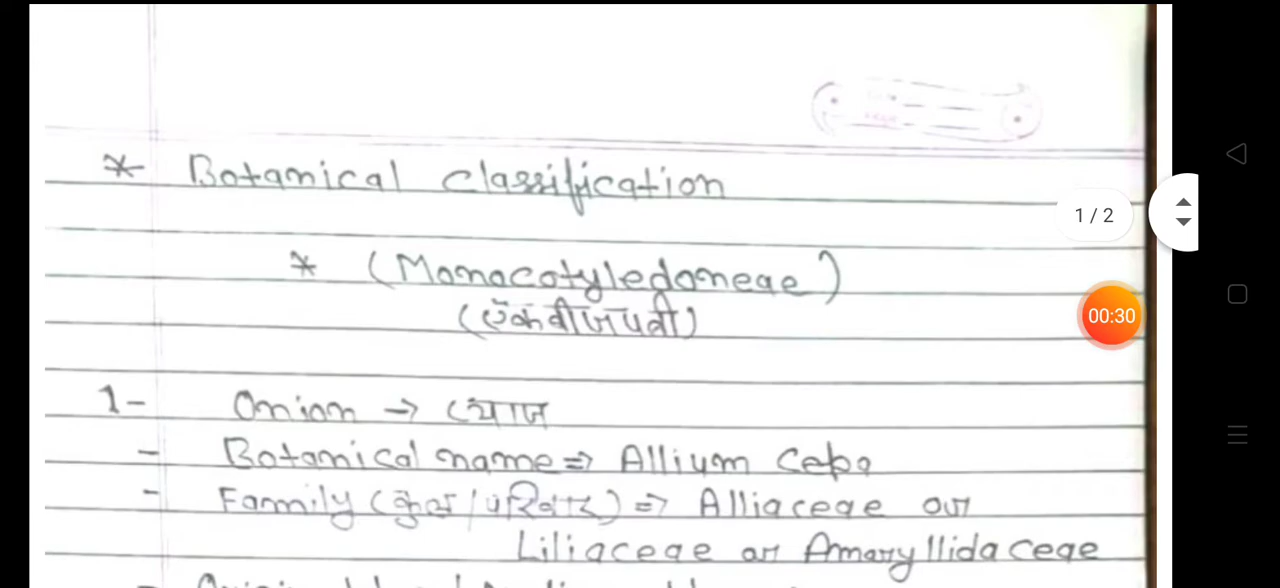 1 / 2
* Botanical classification
* (Monocotyledoneae)
(एकबीजपत्री)
00:30
1- Onion → प्याज
- Botanical name ⇒ Allium Cepa
- Family (कुल/परिवार) ⇒ Alliaceae or
Liliaceae or Amaryllidaceae